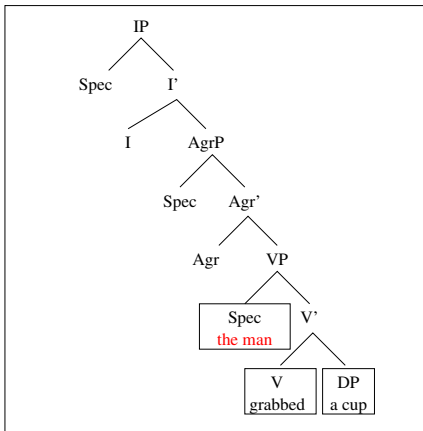 IP
Spec I'
I AgrP
Spec Agr'
Agr VP
Spec V'
the man
V DP
grabbed a cup